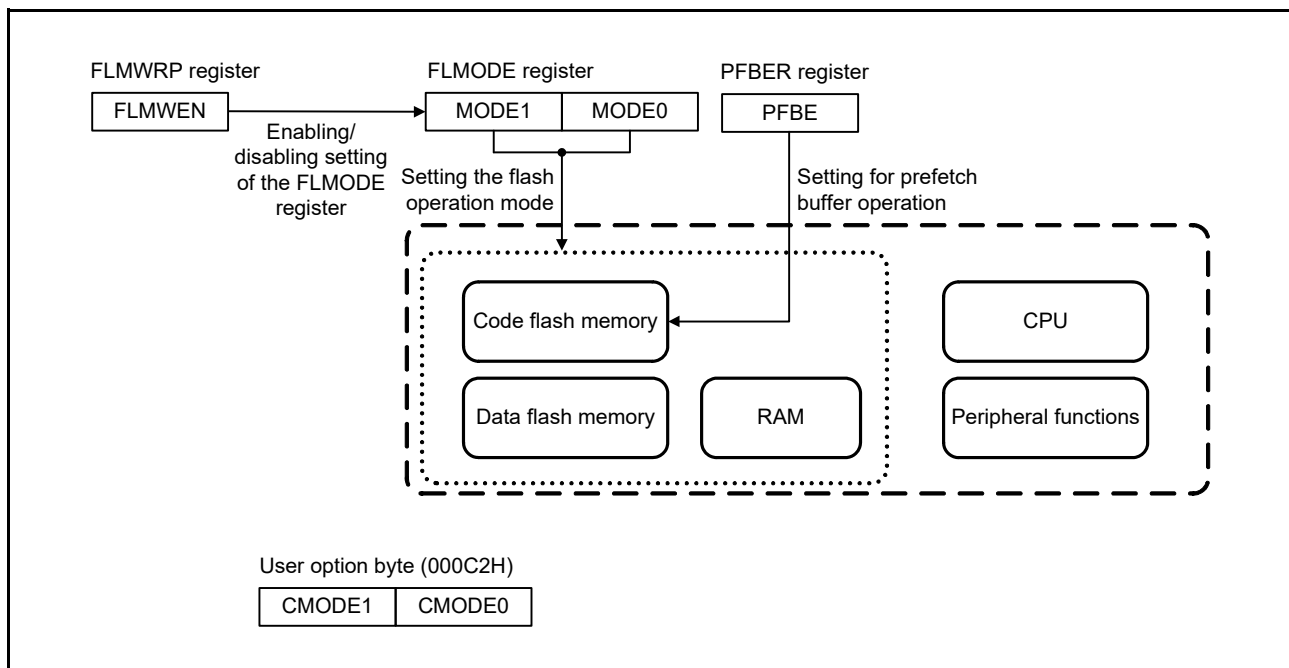 FLMWRP register
FLMODE register
PFBER register
FLMWEN
MODE1
MODE0
PFBE
Enabling/
disabling setting
of the FLMODE
register
Setting the flash
operation mode
Setting for prefetch
buffer operation
Code flash memory
CPU
Data flash memory
RAM
Peripheral functions
User option byte (000C2H)
CMODE1
CMODE0